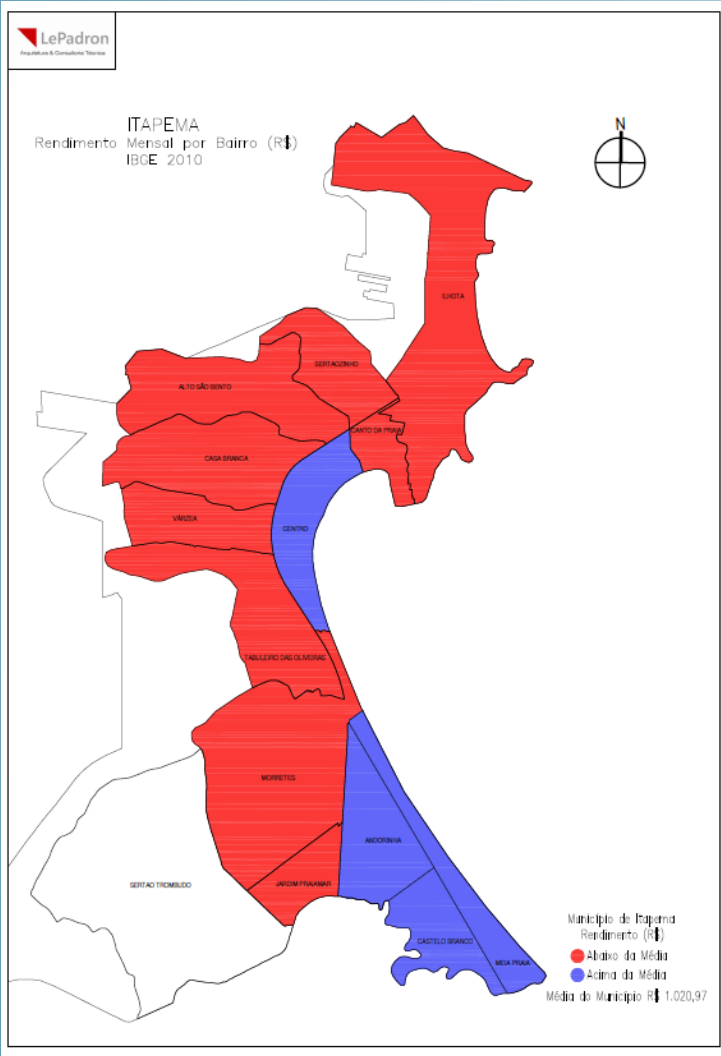 LePadron
Arquitetura & Consultoria Técnica
ITAPEMA
Rendimento Mensal por Bairro (R$)
IBGE 2010
N
ILHOTA
SERTAOZINHO
ALTO SÃO BENTO
CANTO DA PRAIA
CASA BRANCA
VÁRZEA
CENTRO
TABULEIRO DAS OLIVEIRAS
MORRETES
ANDORINHA
JARDIM PRAIAMAR
SERTAO TROMBUDO
CASTELO BRANCO
MEIA PRAIA
Município de Itapema
Rendimento (R$)
Abaixo da Média
Acima da Média
Média do Município R$ 1.020,97